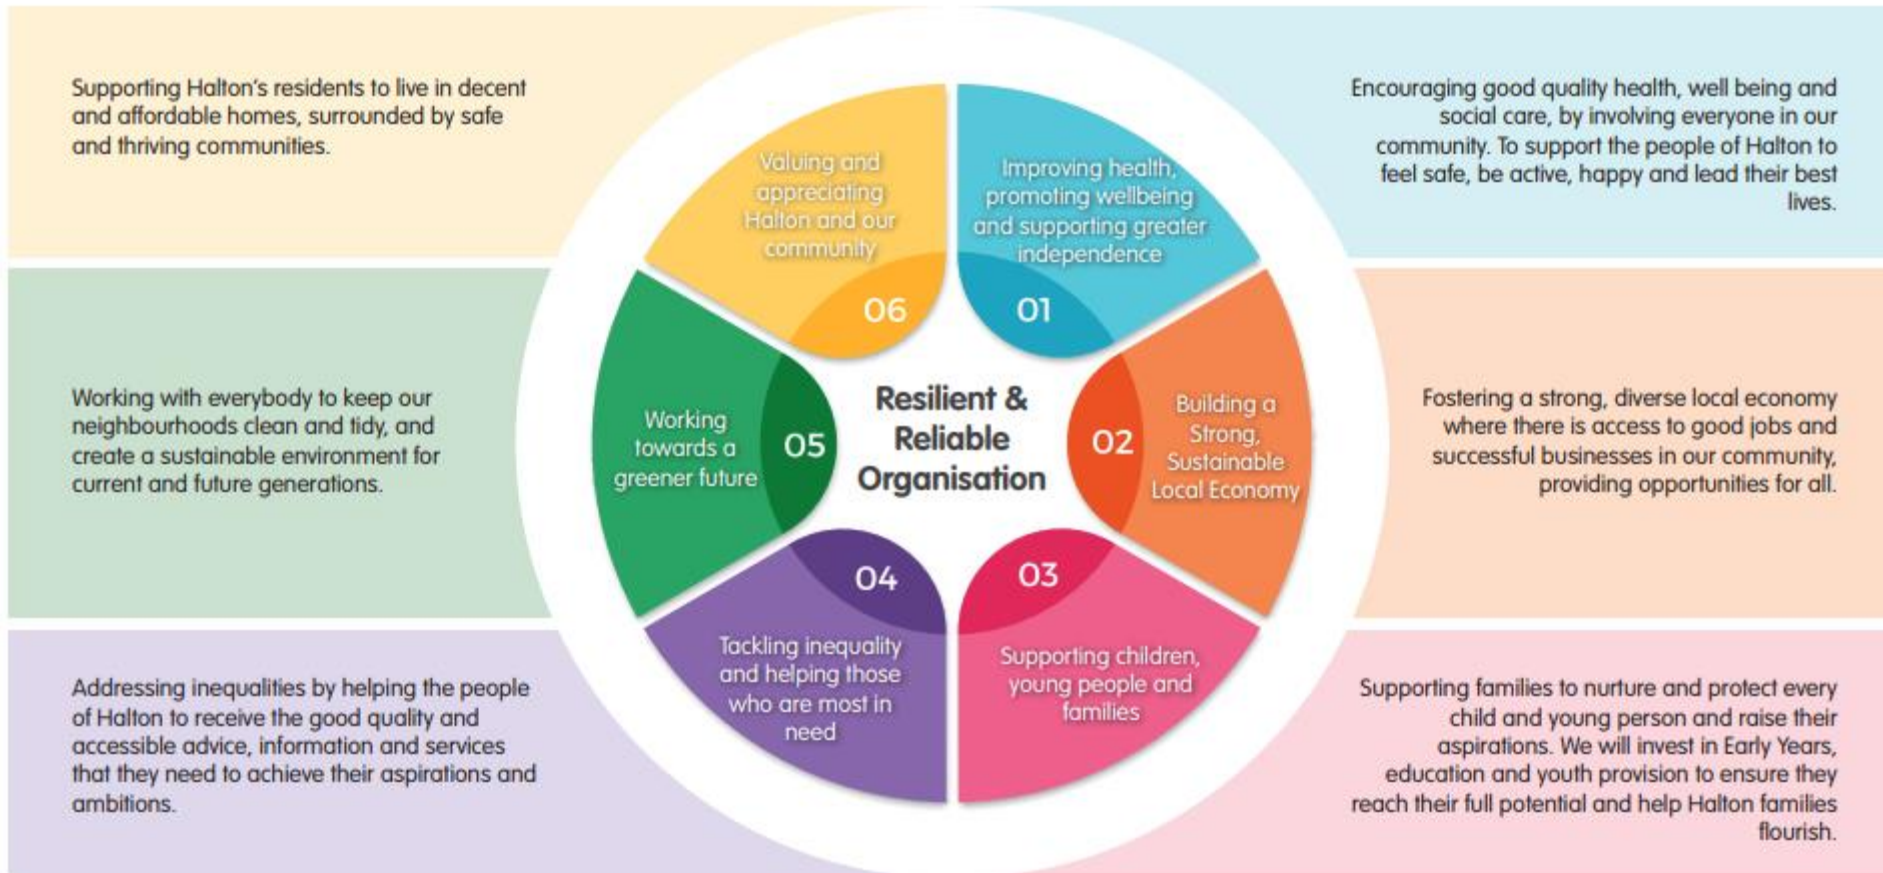 Supporting Halton's residents to live in decent
and affordable homes, surrounded by safe
and thriving communities.
Encouraging good quality health, well being and
social care, by involving everyone in our
community. To support the people of Halton to
feel safe, be active, happy and lead their best
lives.
Valuing and
appreciating
Halton and our
community
06
Improving health,
promoting wellbeing
and supporting greater
independence
01
Working with everybody to keep our
neighbourhoods clean and tidy, and
create a sustainable environment for
current and future generations.
Working
towards a
greener future
05
Resilient &
Reliable
Organisation
02
Building a
Strong,
Sustainable
Local Economy
Fostering a strong, diverse local economy
where there is access to good jobs and
successful businesses in our community,
providing opportunities for all.
04
Tackling inequality
and helping those
who are most in
need
03
Supporting children,
young people and
families
Addressing inequalities by helping the people
of Halton to receive the good quality and
accessible advice, information and services
that they need to achieve their aspirations and
ambitions.
Supporting families to nurture and protect every
child and young person and raise their
aspirations. We will invest in Early Years,
education and youth provision to ensure they
reach their full potential and help Halton families
flourish.